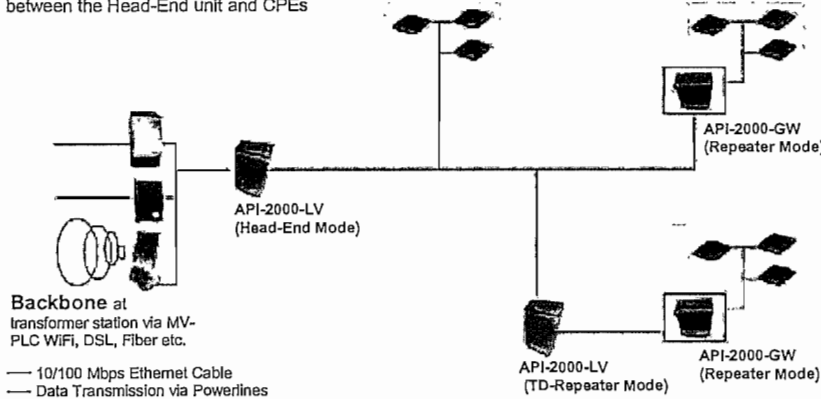 between the Head-End unit and CPEs
API-2000-GW
(Repeater Mode)
API-2000-LV
(Head-End Mode)
Backbone at
transformer station via MV-
PLC WiFi, DSL, Fiber etc.
API-2000-LV
(TD-Repeater Mode)
API-2000-GW
(Repeater Mode)
10/100 Mbps Ethernet Cable
Data Transmission via Powerlines